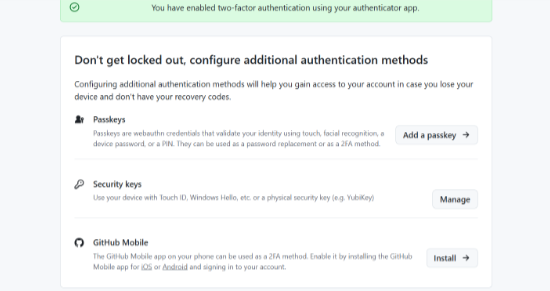 You have enabled two-factor authentication using your authenticator app.
Don't get locked out, configure additional authentication methods
Configuring additional authentication methods will help you gain access to your account in case you lose your
device and don't have your recovery codes.
Passkeys
Passkeys are webauthn credentials that validate your identity using touch, facial recognition, a
device password, or a PIN. They can be used as a password replacement or as a 2FA method.
Add a passkey →
Security keys
Use your device with Touch ID, Windows Hello, etc. or a physical security key (e.g. YubiKey)
Manage
GitHub Mobile
The GitHub Mobile app on your phone can be used as a 2FA method. Enable it by installing the GitHub
Mobile app for iOS or Android and signing in to your account.
Install →